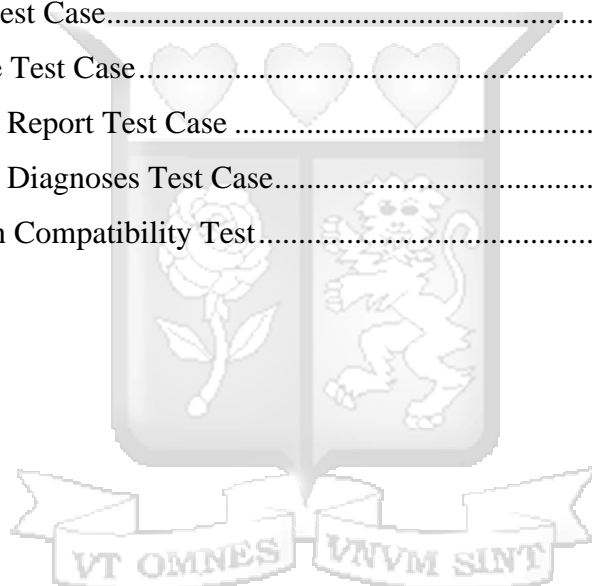 est Case.......................................................................
e Test Case..................................................................
Report Test Case ....................................................
Diagnoses Test Case...............................................
n Compatibility Test.................................................
VT OMNES VNVM SINT